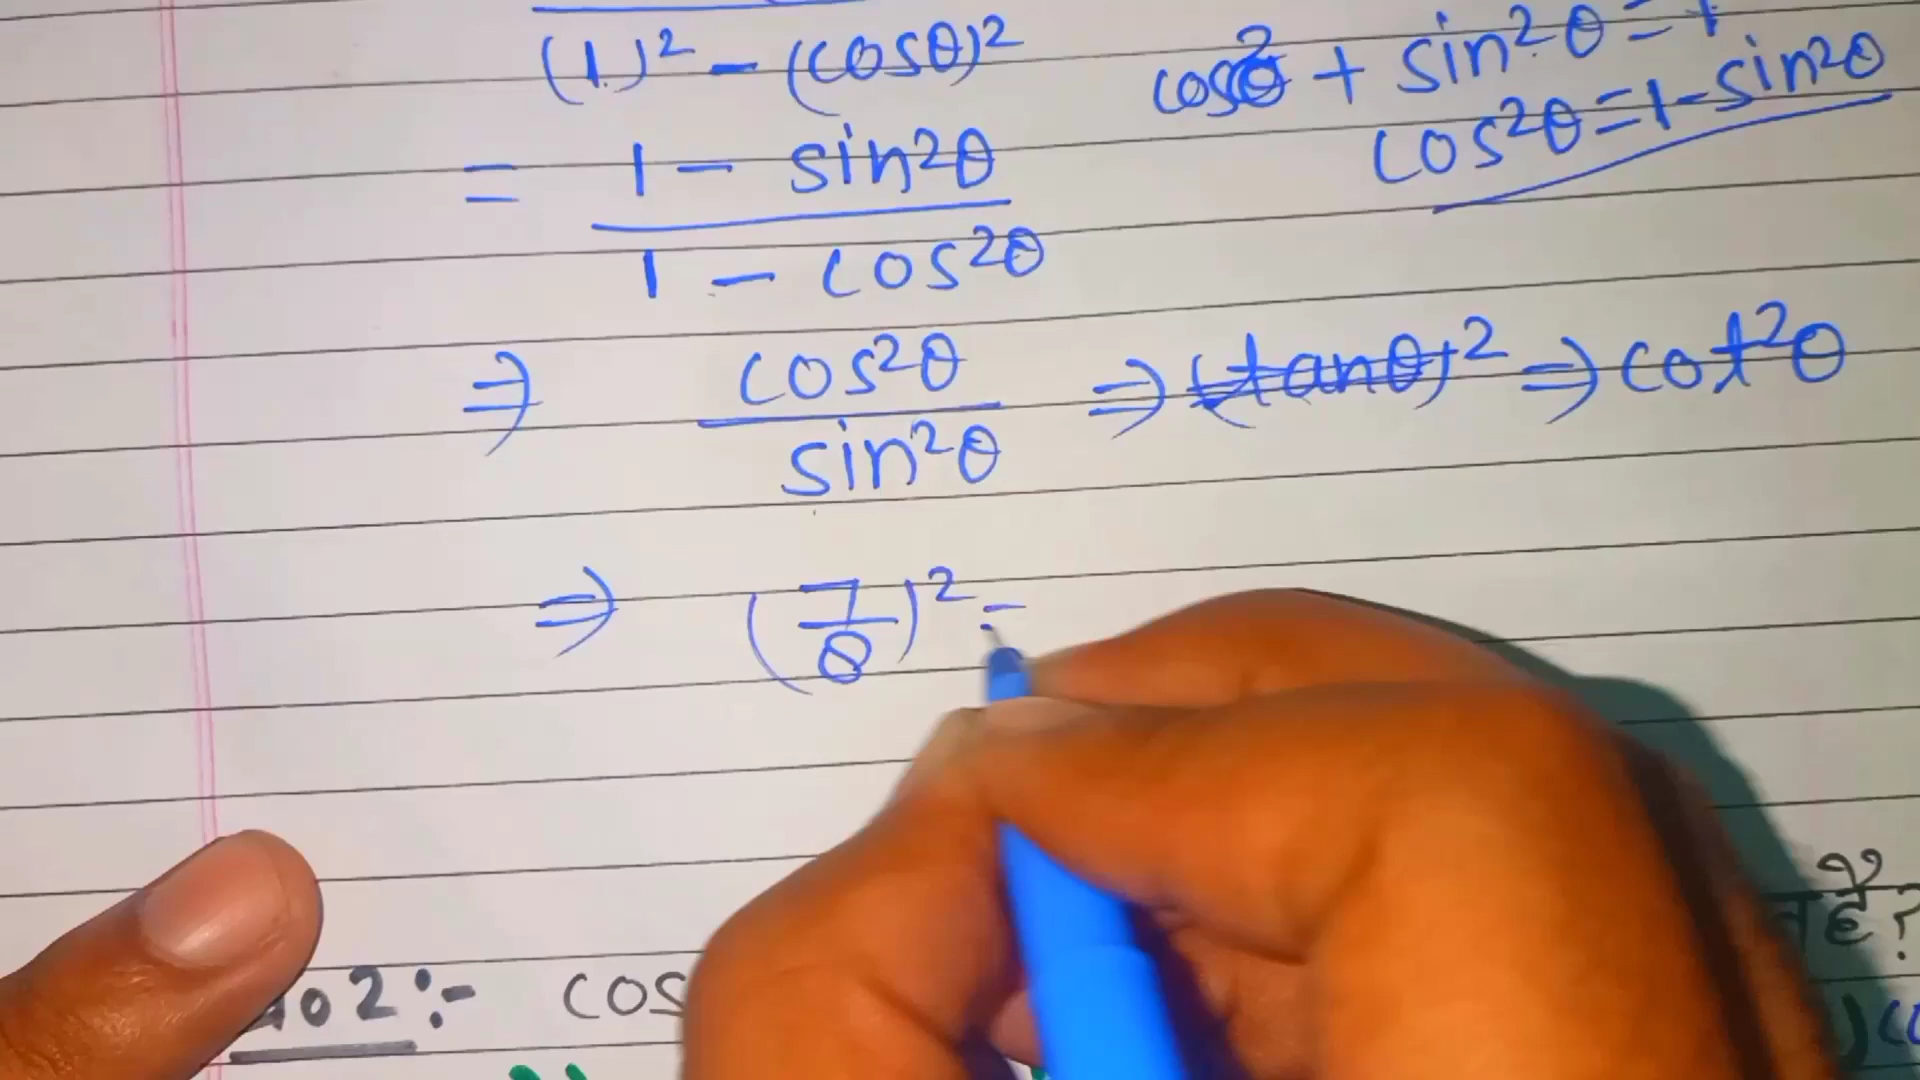 (1)² - (cosθ)²
cos²θ + sin²θ = 1
cos²θ = 1 - sin²θ
= 1 - sin²θ
1 - cos²θ
⇒ cos²θ / sin²θ ⇒ (tanθ)² ⇒ cot²θ
⇒ (7/8)² =
है?
02:- cos